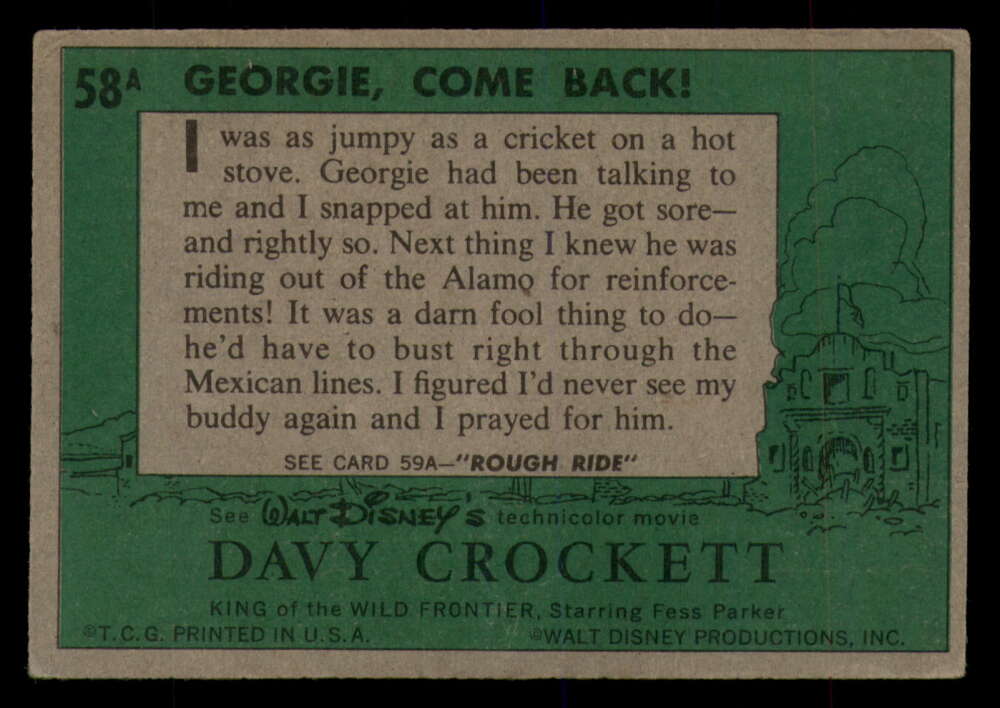 58A GEORGIE, COME BACK!
I was as jumpy as a cricket on a hot
stove. Georgie had been talking to
me and I snapped at him. He got sore—
and rightly so. Next thing I knew he was
riding out of the Alamo for reinforce-
ments! It was a darn fool thing to do—
he'd have to bust right through the
Mexican lines. I figured I'd never see my
buddy again and I prayed for him.
SEE CARD 59A—"ROUGH RIDE"
See WALT DISNEY'S technicolor movie
DAVY CROCKETT
KING of the WILD FRONTIER, Starring Fess Parker
©T.C.G. PRINTED IN U.S.A. ©WALT DISNEY PRODUCTIONS, INC.